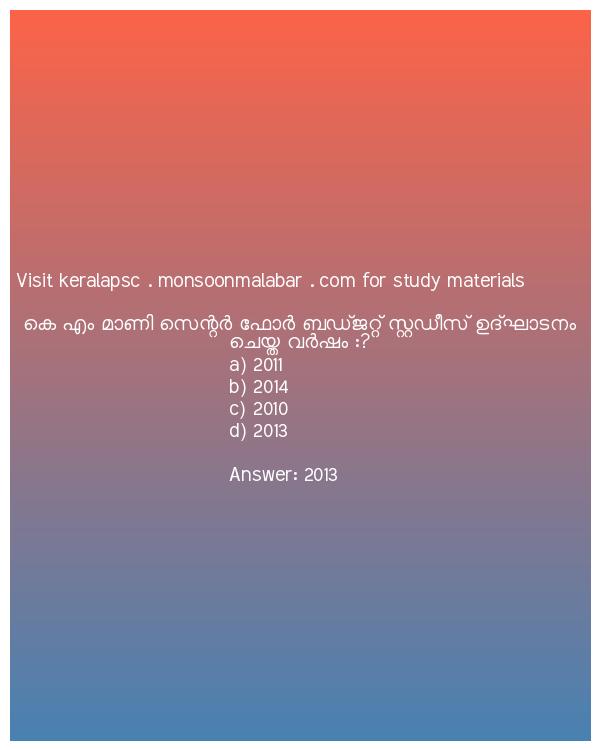 Visit keralapsc . monsoonmalabar . com for study materials
കെ എം മാണി സെന്റർ ഫോർ ബഡ്ജറ്റ് സ്റ്റഡീസ് ഉദ്ഘാടനം
ചെയ്ത വർഷം :?
a) 2011
b) 2014
c) 2010
d) 2013
Answer: 2013